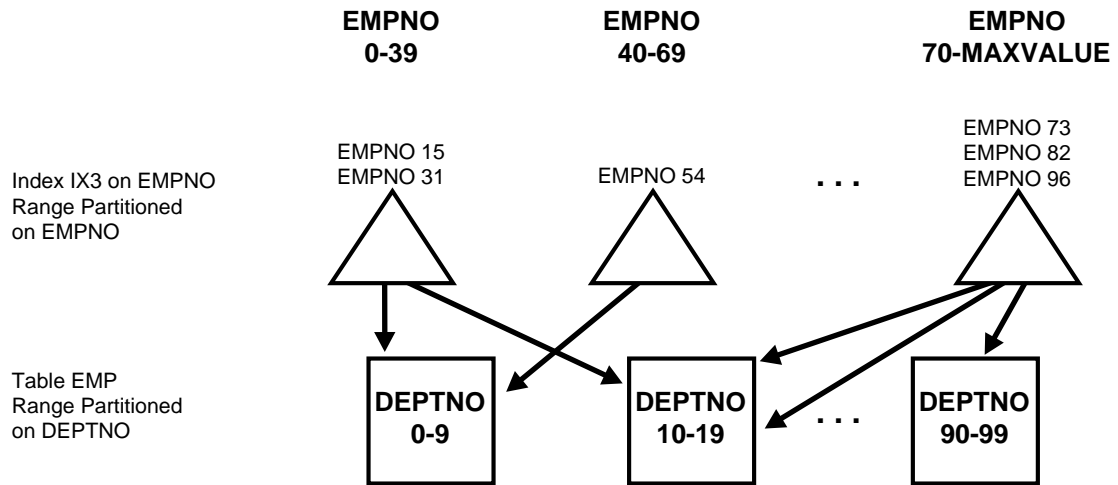 EMPNO
0-39
EMPNO
40-69
EMPNO
70-MAXVALUE
Index IX3 on EMPNO
Range Partitioned
on EMPNO
EMPNO 15
EMPNO 31
EMPNO 54
. . .
EMPNO 73
EMPNO 82
EMPNO 96
Table EMP
Range Partitioned
on DEPTNO
DEPTNO
0-9
DEPTNO
10-19
. . .
DEPTNO
90-99